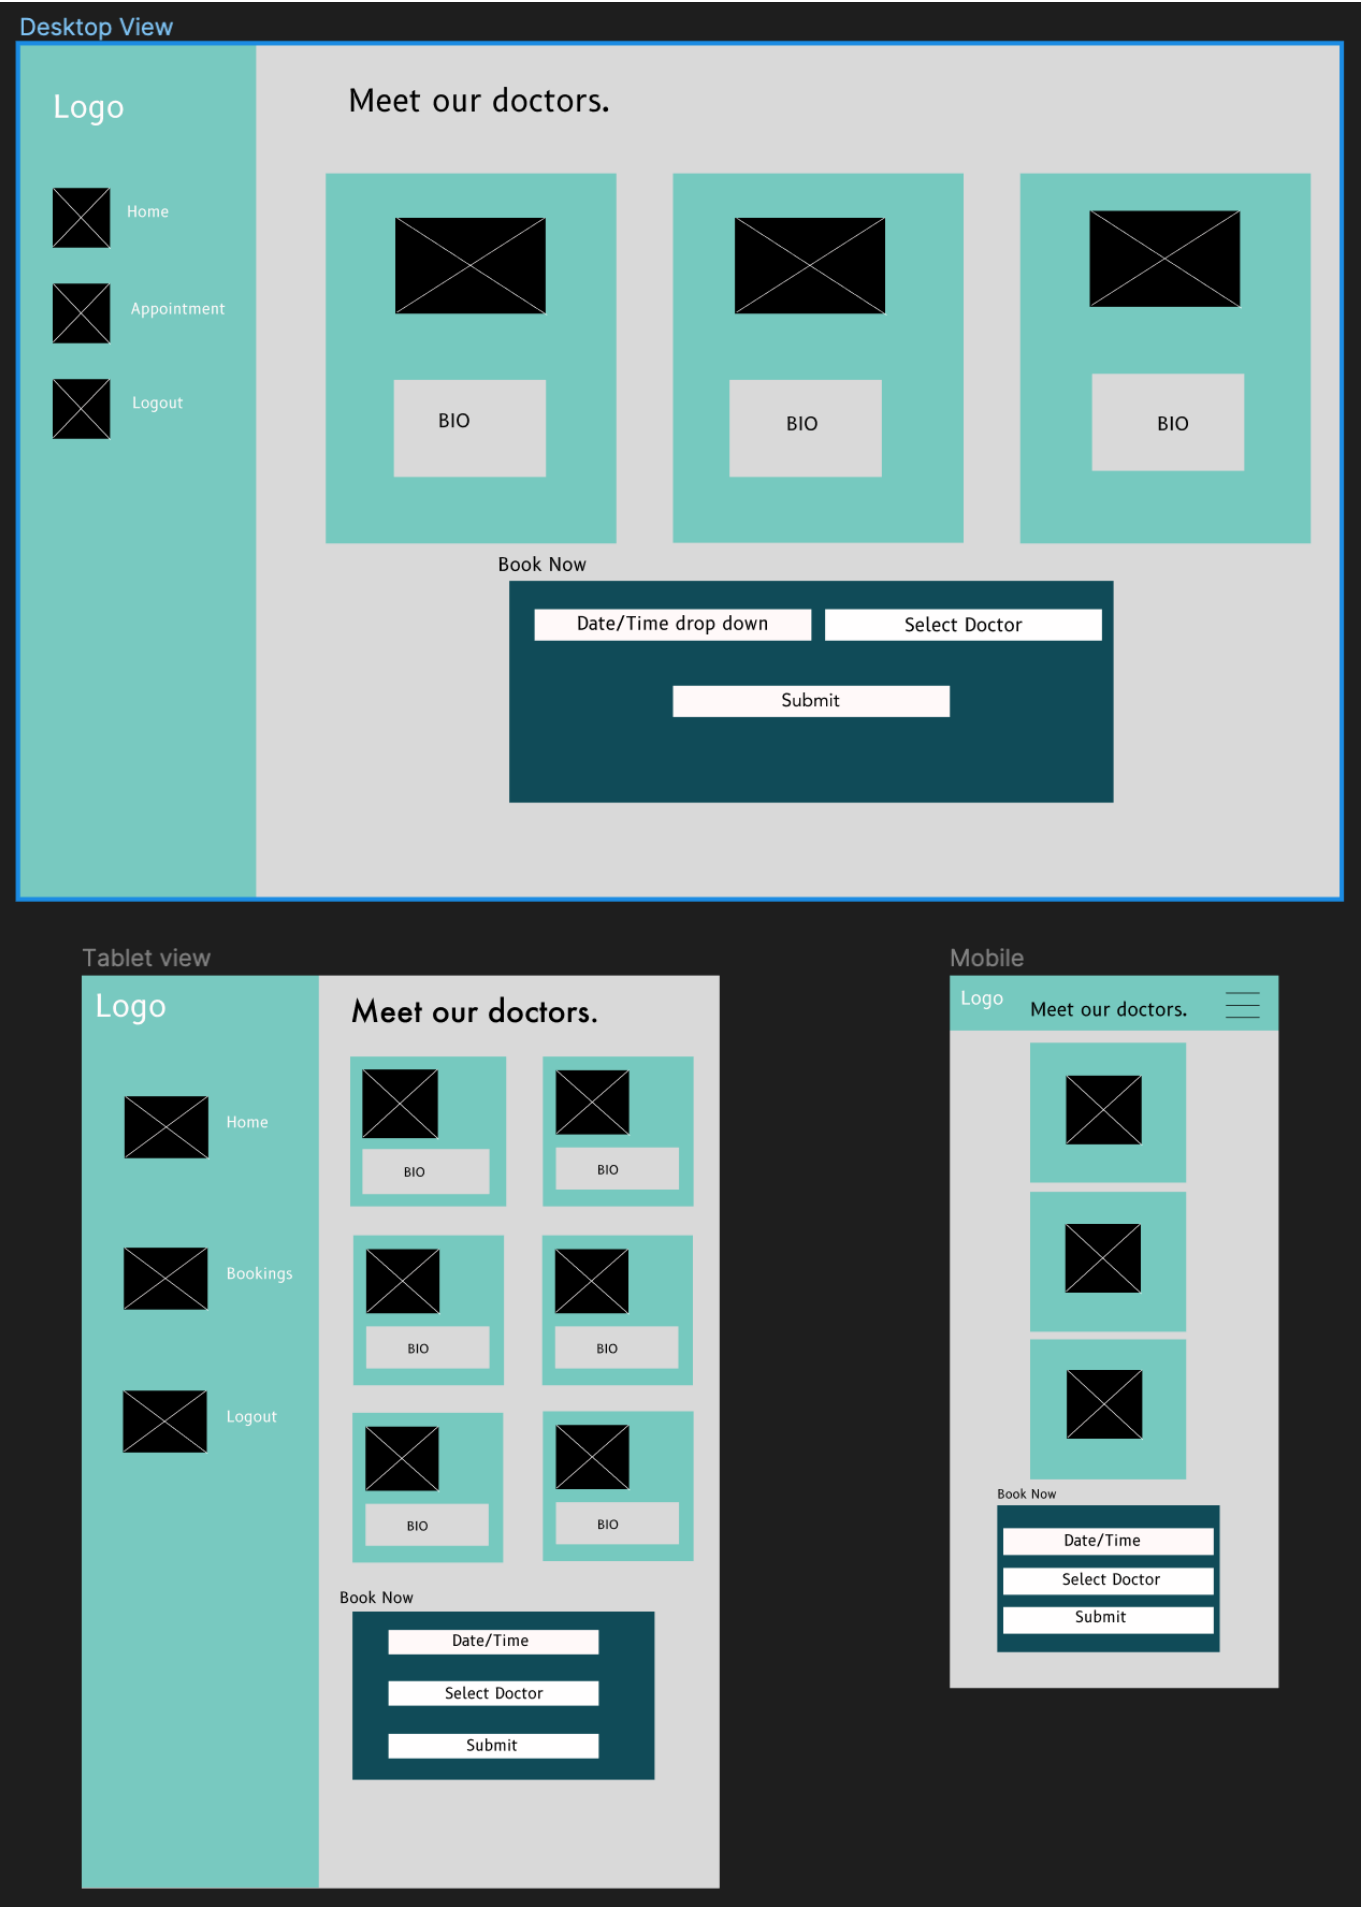 Desktop View
Logo
Home
Appointment
Logout
Meet our doctors.
BIO
BIO
BIO
Book Now
Date/Time drop down
Select Doctor
Submit
Tablet view
Logo
Home
Bookings
Logout
Meet our doctors.
BIO
BIO
BIO
BIO
BIO
BIO
Book Now
Date/Time
Select Doctor
Submit
Mobile
Logo
Meet our doctors.
Book Now
Date/Time
Select Doctor
Submit